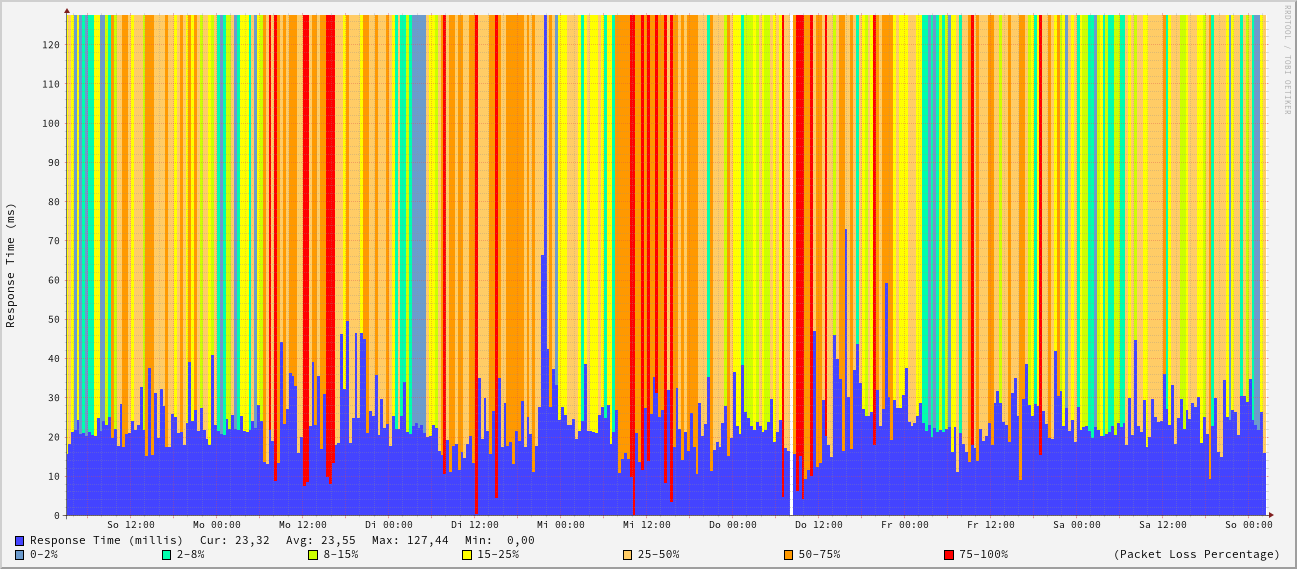 RRDTOOL / TOBI OETIKER
Response Time (ms)
120
110
100
90
80
70
60
50
40
30
20
10
0
So 12:00 Mo 00:00 Mo 12:00 Di 00:00 Di 12:00 Mi 00:00 Mi 12:00 Do 00:00 Do 12:00 Fr 00:00 Fr 12:00 Sa 00:00 Sa 12:00 So 00:00
Response Time (millis) Cur: 23,32 Avg: 23,55 Max: 127,44 Min: 0,00
0-2% 2-8% 8-15% 15-25% 25-50% 50-75% 75-100% (Packet Loss Percentage)